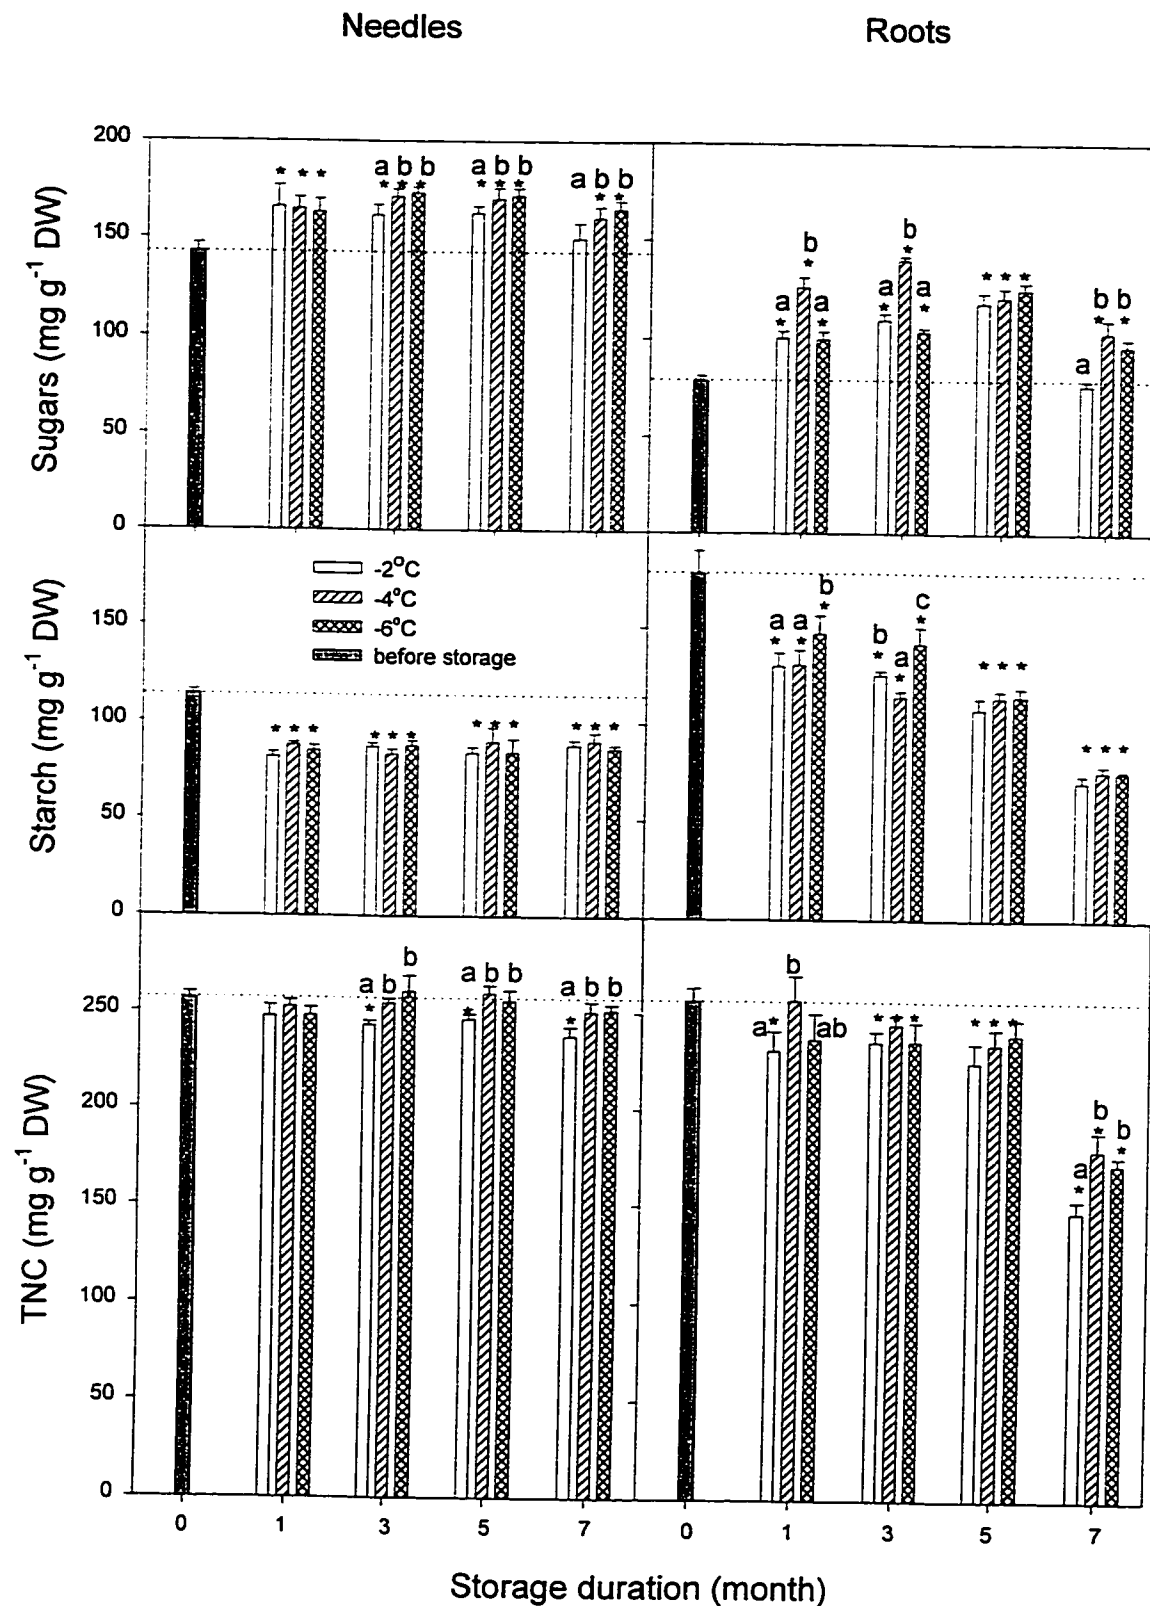 Needles Roots
200
150
100
50
0
Sugars (mg g⁻¹ DW)
* * *
a b b
* * *
a b b
* * *
a b b
* *
a * b * a *
a * b * a *
* * *
a b * b *
-2°C
-4°C
-6°C
before storage
150
100
50
0
Starch (mg g⁻¹ DW)
* * *
* * *
* * *
* * *
a * a * b *
b * a * c *
* * *
* * *
250
200
150
100
50
0
TNC (mg g⁻¹ DW)
a * b b
a * b b
a * b b
a * b ab
* * *
* * *
a * b * b *
0 1 3 5 7 0 1 3 5 7
Storage duration (month)